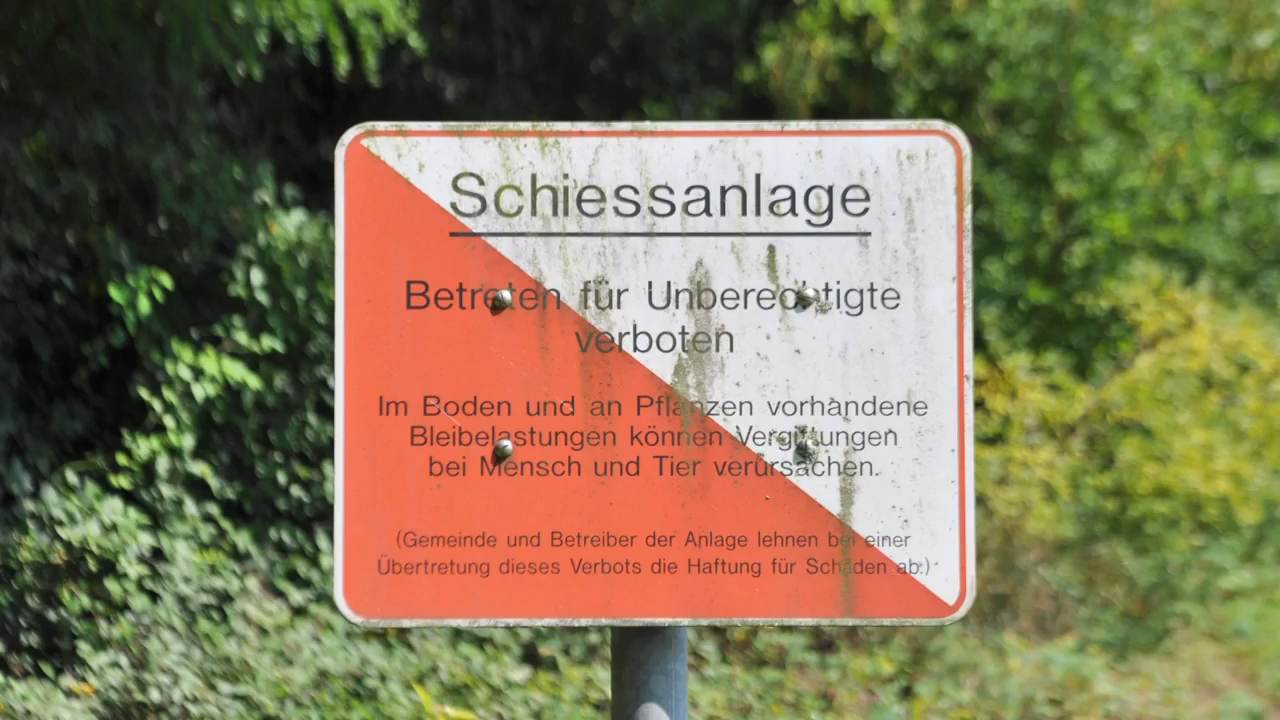 Schiessanlage
Betreten für Unberechtigte
verboten
Im Boden und an Pflanzen vorhandene
Bleibelastungen können Vergiftungen
bei Mensch und Tier verursachen.
(Gemeinde und Betreiber der Anlage lehnen bei einer
Übertretung dieses Verbots die Haftung für Schäden ab.)